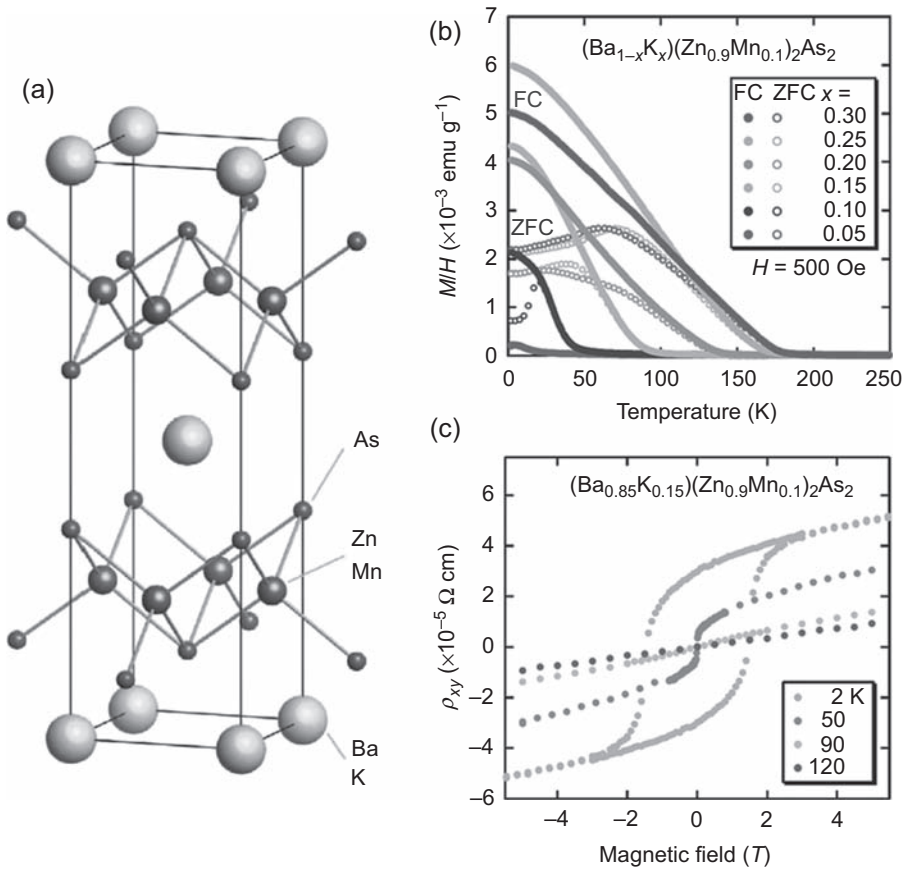 (a)
As
Zn
Mn
Ba
K
(b)
(Ba1−xKx)(Zn0.9Mn0.1)2As2
FC ZFC x =
0.30
0.25
0.20
0.15
0.10
0.05
H = 500 Oe
FC
ZFC
7
6
5
4
3
2
1
0
M/H (×10−3 emu g−1)
0 50 100 150 200 250
Temperature (K)
(c)
(Ba0.85K0.15)(Zn0.9Mn0.1)2As2
6
4
2
0
−2
−4
−6
ρxy (×10−5 Ω cm)
2 K
50
90
120
−4 −2 0 2 4
Magnetic field (T)